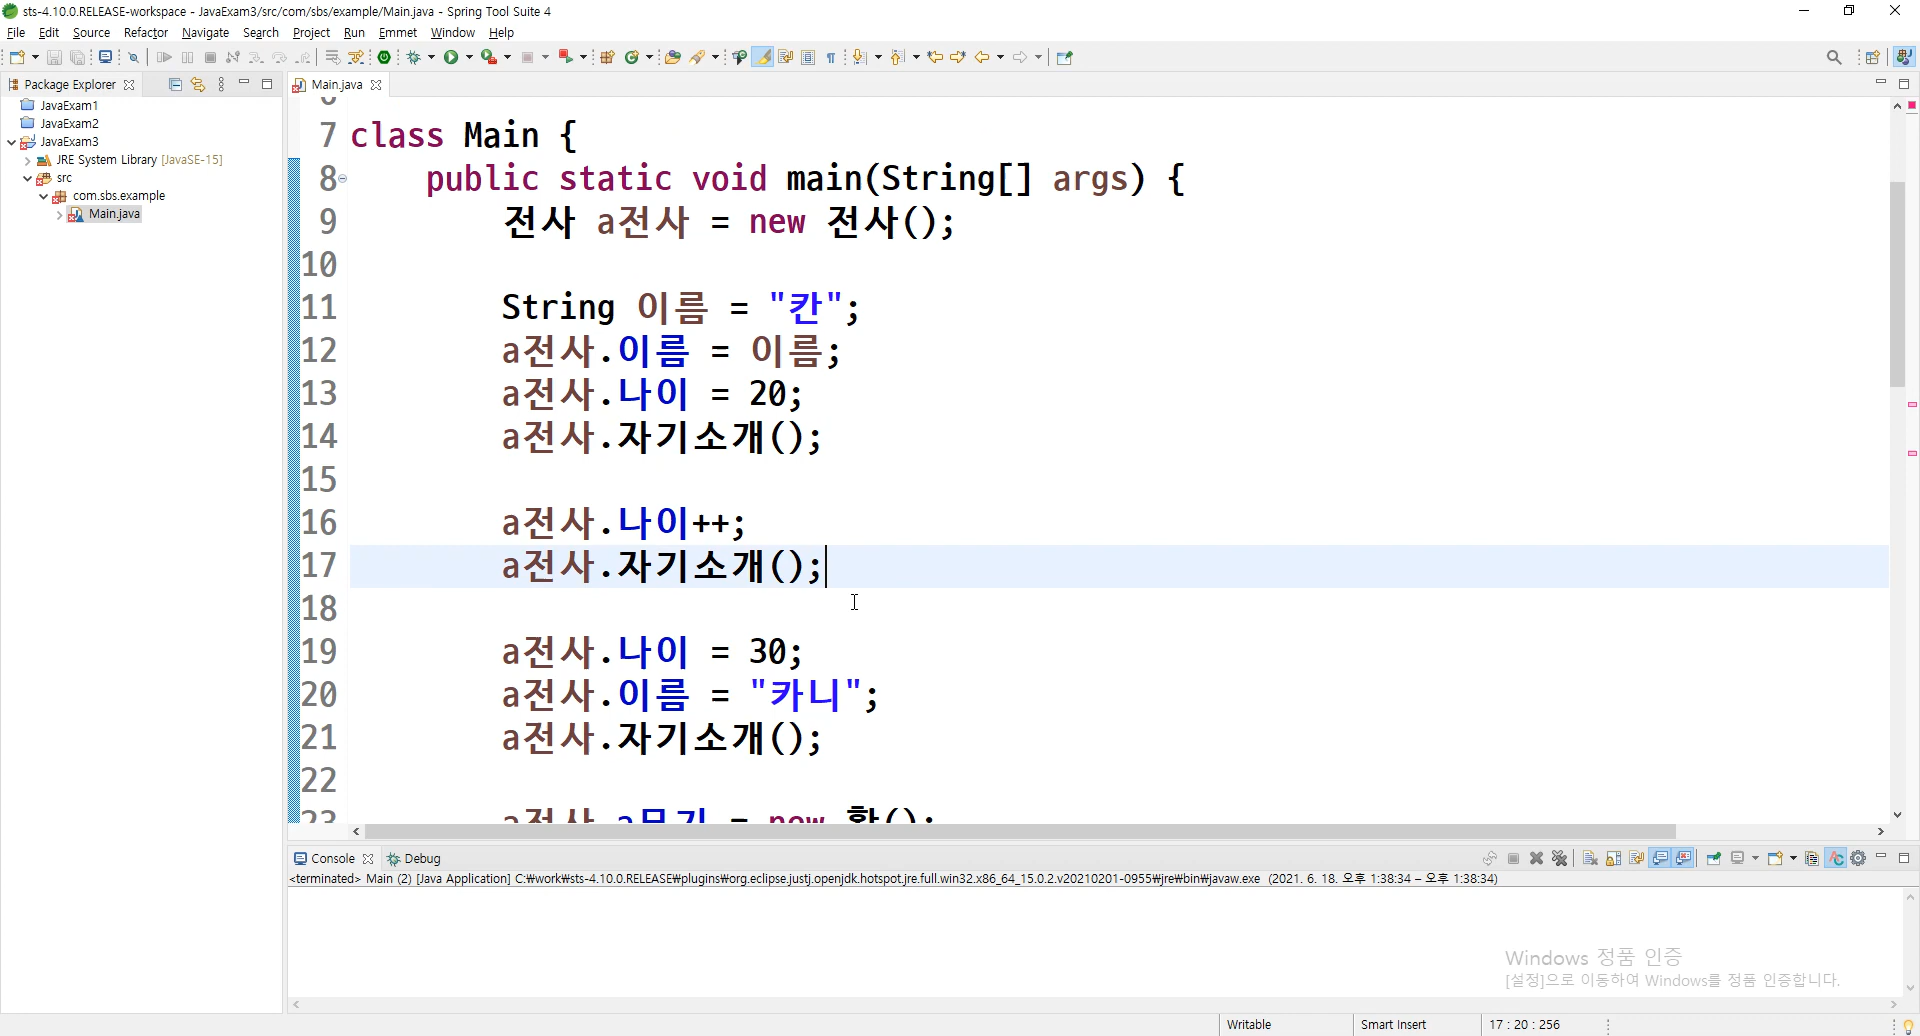 sts-4.10.0.RELEASE-workspace - JavaExam3/src/com/sbs/example/Main.java - Spring Tool Suite 4
File Edit Source Refactor Navigate Search Project Run Emmet Window Help
Package Explorer
JavaExam1
JavaExam2
JavaExam3
JRE System Library [JavaSE-15]
src
com.sbs.example
Main.java
Main.java
7 class Main {
8 public static void main(String[] args) {
9 전사 a전사 = new 전사();
10
11 String 이름 = "칸";
12 a전사.이름 = 이름;
13 a전사.나이 = 20;
14 a전사.자기소개();
15
16 a전사.나이++;
17 a전사.자기소개();
18
19 a전사.나이 = 30;
20 a전사.이름 = "카니";
21 a전사.자기소개();
22
23 a전사.a무기 = new 활();
Console Debug
<terminated> Main (2) [Java Application] C:₩work₩sts-4.10.0.RELEASE₩plugins₩org.eclipse.justj.openjdk.hotspot.jre.full.win32.x86_64_15.0.2.v20210201-0955₩jre₩bin₩javaw.exe (2021. 6. 18. 오후 1:38:34 – 오후 1:38:34)
Windows 정품 인증
[설정]으로 이동하여 Windows를 정품 인증합니다.
Writable Smart Insert 17 : 20 : 256